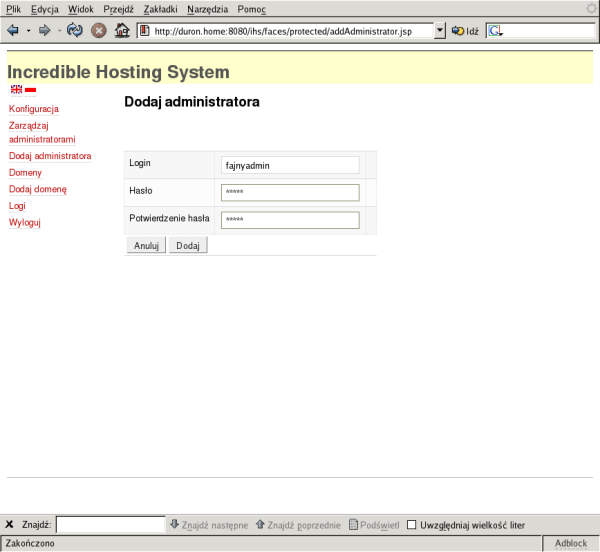 Plik Edycja Widok Przejdź Zakładki Narzędzia Pomoc
http://duron.home:8080/ihs/faces/protected/addAdministrator.jsp Idź
Incredible Hosting System
Dodaj administratora
Konfiguracja
Zarządzaj
administratorami
Dodaj administratora
Domeny
Dodaj domenę
Logi
Wyloguj
Login fajnyadmin
Hasło *****
Potwierdzenie hasła *****
Anuluj Dodaj
Znajdź: Znajdź następne Znajdź poprzednie Podświetl Uwzględniaj wielkość liter
Zakończono Adblock